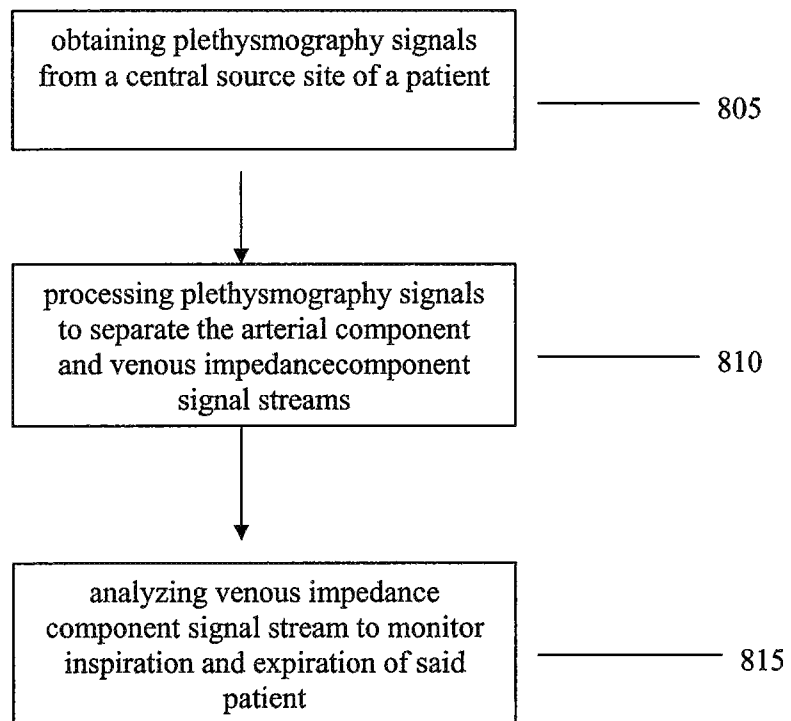 obtaining plethysmography signals
from a central source site of a patient
805
processing plethysmography signals
to separate the arterial component
and venous impedancecomponent
signal streams
810
analyzing venous impedance
component signal stream to monitor
inspiration and expiration of said
patient
815